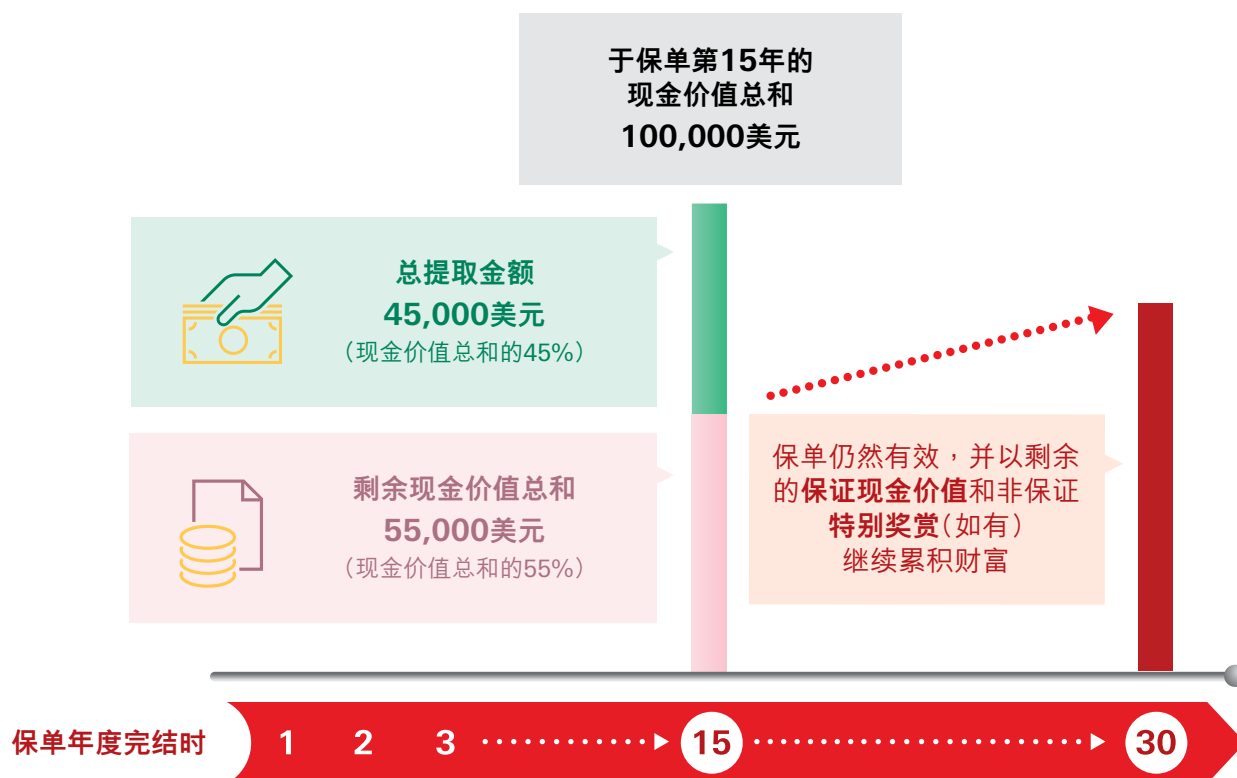 于保单第15年的
现金价值总和
100,000美元
总提取金额
45,000美元
（现金价值总和的45%）
剩余现金价值总和
55,000美元
（现金价值总和的55%）
保单仍然有效，并以剩余
的保证现金价值和非保证
特别奖赏（如有）
继续累积财富
保单年度完结时 1 2 3 15 30